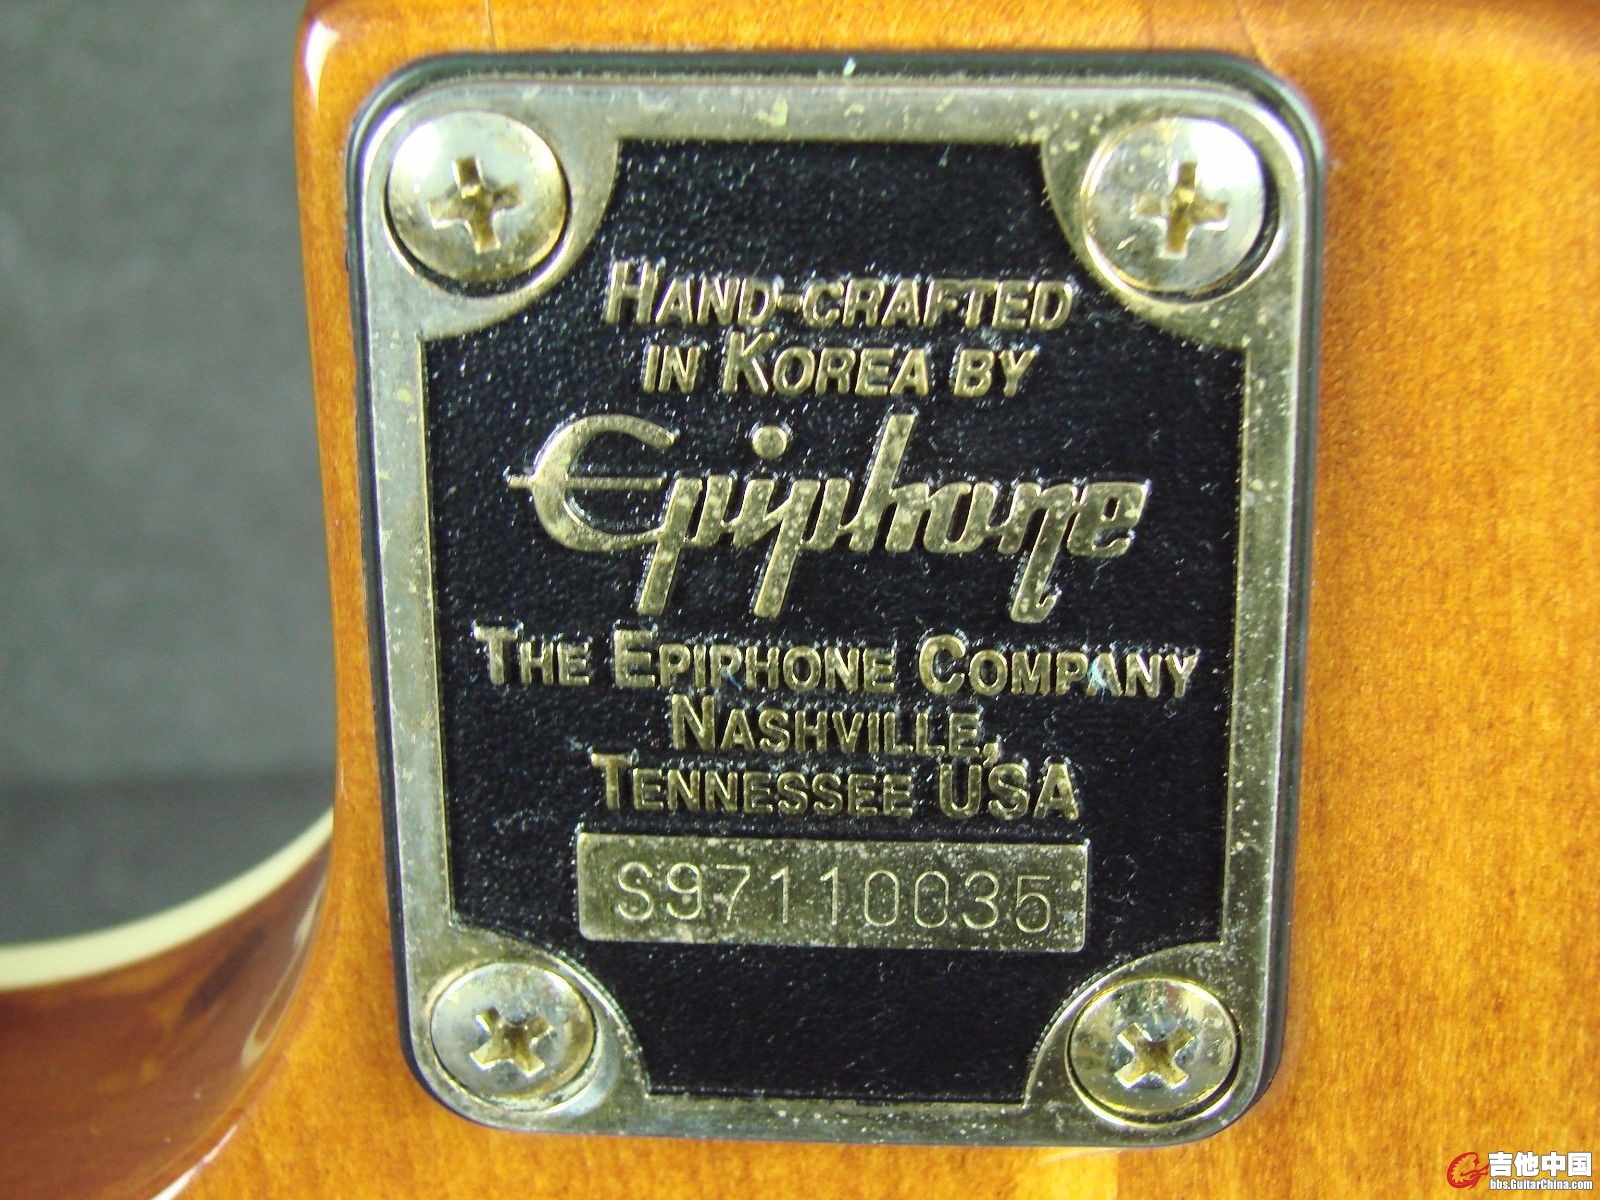 HAND-CRAFTED
IN KOREA BY
Epiphone
THE EPIPHONE COMPANY
NASHVILLE,
TENNESSEE USA
S97110035
吉他中国
bbs.GuitarChina.com